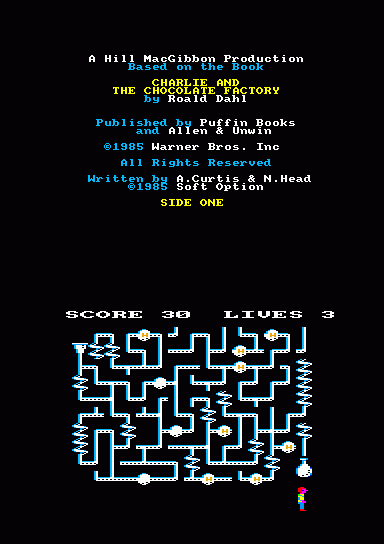 A Hill MacGibbon Production
Based on the Book
CHARLIE AND
THE CHOCOLATE FACTORY
by Roald Dahl
Published by Puffin Books
and Allen & Unwin
©1985 Warner Bros. Inc
All Rights Reserved
Written by A.Curtis & N.Head
©1985 Soft Option
SIDE ONE
SCORE 30 LIVES 3